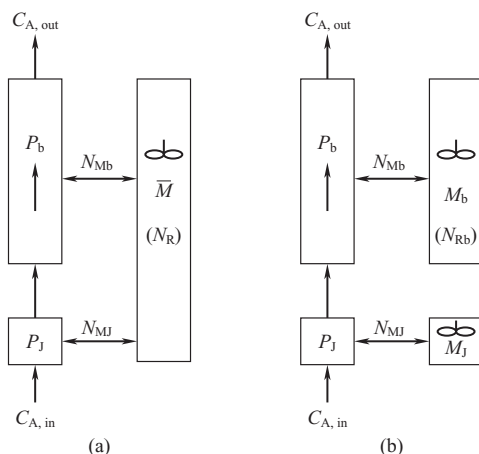 C_A, out
P_b
N_Mb
M̅
(N_R)
P_J
N_MJ
C_A, in
(a)
C_A, out
P_b
N_Mb
M_b
(N_Rb)
P_J
N_MJ
M_J
C_A, in
(b)